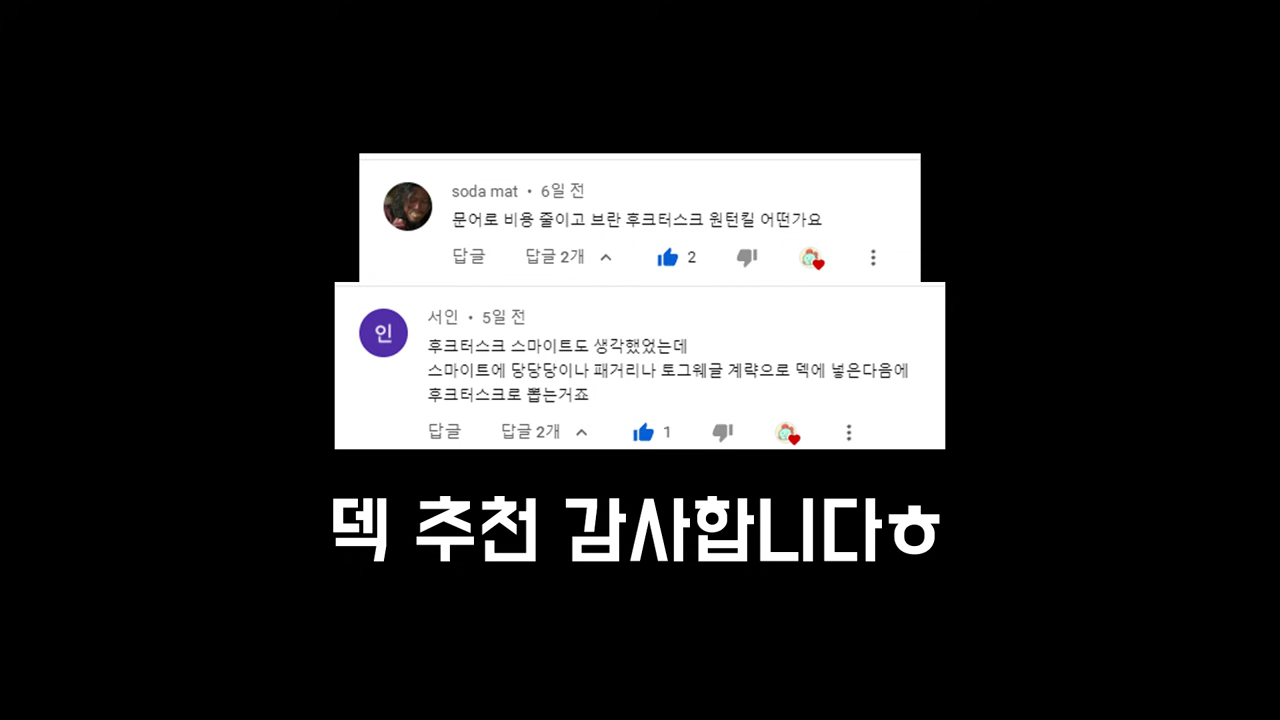 soda mat • 6일 전
문어로 비용 줄이고 브란 후크터스크 원턴킬 어떤가요
답글 답글 2개 2
인
서인 • 5일 전
후크터스크 스마이트도 생각했었는데
스마이트에 당당당이나 패거리나 토그웨글 계략으로 덱에 넣은다음에
후크터스크로 뽑는거죠
답글 답글 2개 1
덱 추천 감사합니다ㅎ